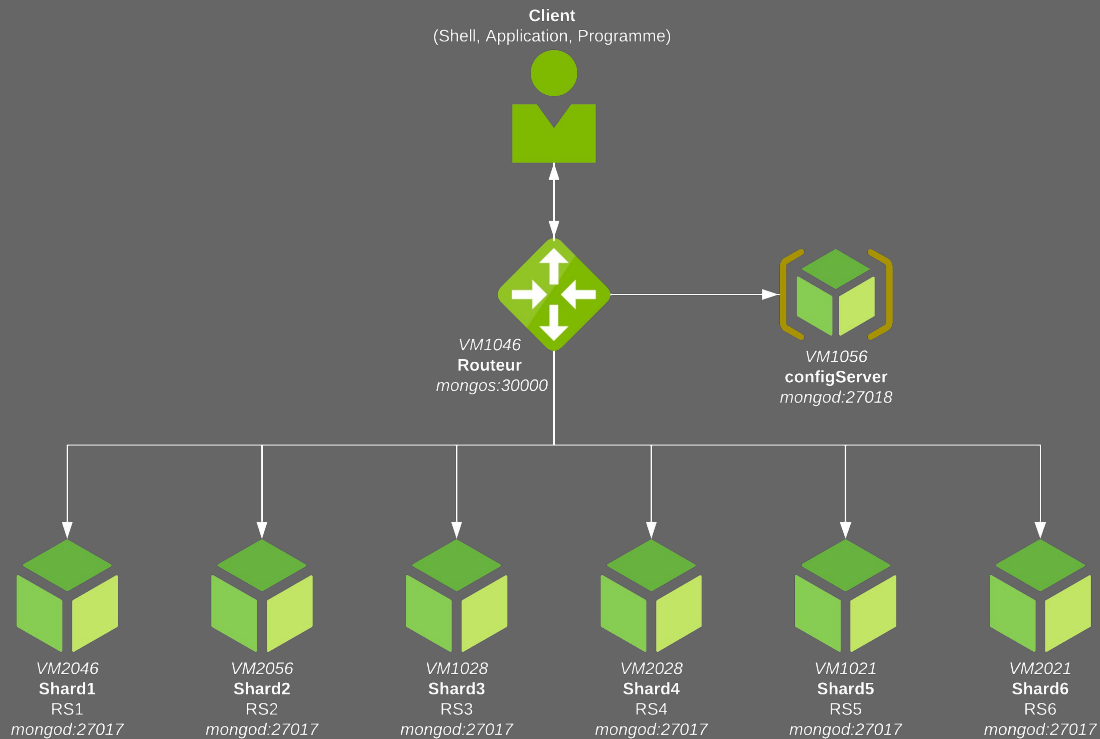 Client
(Shell, Application, Programme)
VM1046
Routeur
mongos:30000
VM1056
configServer
mongod:27018
VM2046
Shard1
RS1
mongod:27017
VM2056
Shard2
RS2
mongod:27017
VM1028
Shard3
RS3
mongod:27017
VM2028
Shard4
RS4
mongod:27017
VM1021
Shard5
RS5
mongod:27017
VM2021
Shard6
RS6
mongod:27017